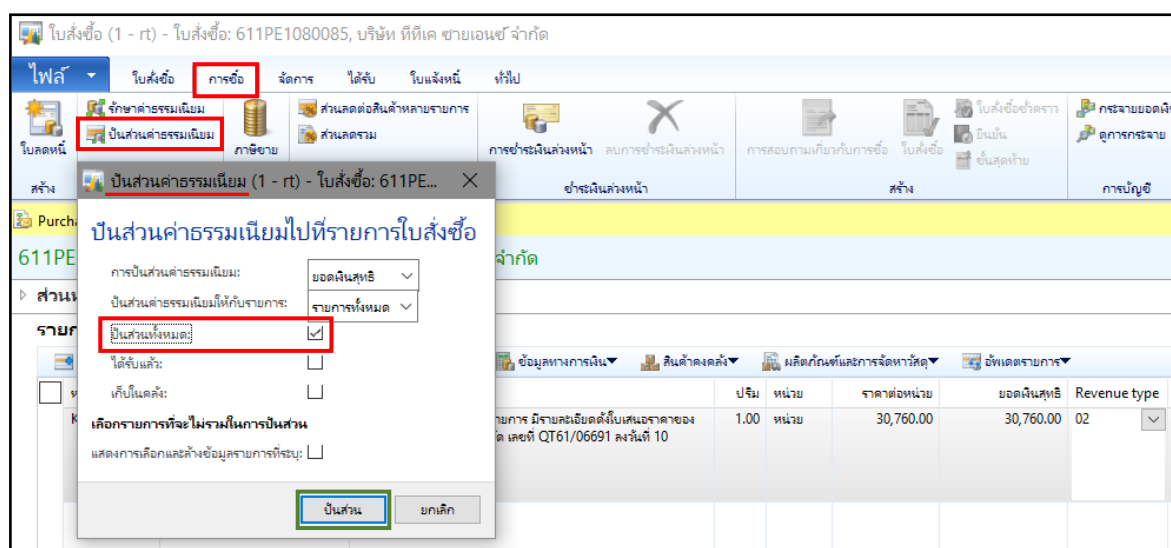 ใบสั่งซื้อ (1 - rt) - ใบสั่งซื้อ: 611PE1080085, บริษัท ทีทีเค ซายเอนซ์ จำกัด
ไฟล์ ใบสั่งซื้อ การซื้อ จัดการ ได้รับ ใบแจ้งหนี้ ทั่วไป
รักษาค่าธรรมเนียม ส่วนลดต่อสินค้าหลายรายการ ใบสั่งซื้อชั่วคราว กระจายยอดเงิ
ปันส่วนค่าธรรมเนียม ส่วนลดรวม ยืนยัน ดูการกระจาย
ใบลดหนี้ ภาษีขาย การชำระเงินล่วงหน้า ลบการชำระเงินล่วงหน้า การสอบถามเกี่ยวกับการซื้อ ใบสั่งซื้อ ขั้นสุดท้าย
สร้าง ชำระเงินล่วงหน้า สร้าง การบัญชี
ปันส่วนค่าธรรมเนียม (1 - rt) - ใบสั่งซื้อ: 611PE...
Purch
ปันส่วนค่าธรรมเนียมไปที่รายการใบสั่งซื้อ
611PE จำกัด
การปันส่วนค่าธรรมเนียม: ยอดเงินสุทธิ
ส่วน
ปันส่วนค่าธรรมเนียมให้กับรายการ: รายการทั้งหมด
ราย
ปันส่วนทั้งหมด:
ได้รับแล้ว: ข้อมูลทางการเงิน สินค้าคงคลัง ผลิตภัณฑ์และการจัดหาวัสดุ อัพเดตรายการ
เก็บในคลัง: ปริม หน่วย ราคาต่อหน่วย ยอดเงินสุทธิ Revenue type
K ายการ มีรายละเอียดดังใบเสนอราคาของ 1.00 หน่วย 30,760.00 30,760.00 02
เลือกรายการที่จะไม่รวมในการปันส่วน
ัด เลขที่ QT61/06691 ลงวันที่ 10
แสดงการเลือกและล้างข้อมูลรายการที่ระบุ:
ปันส่วน ยกเลิก